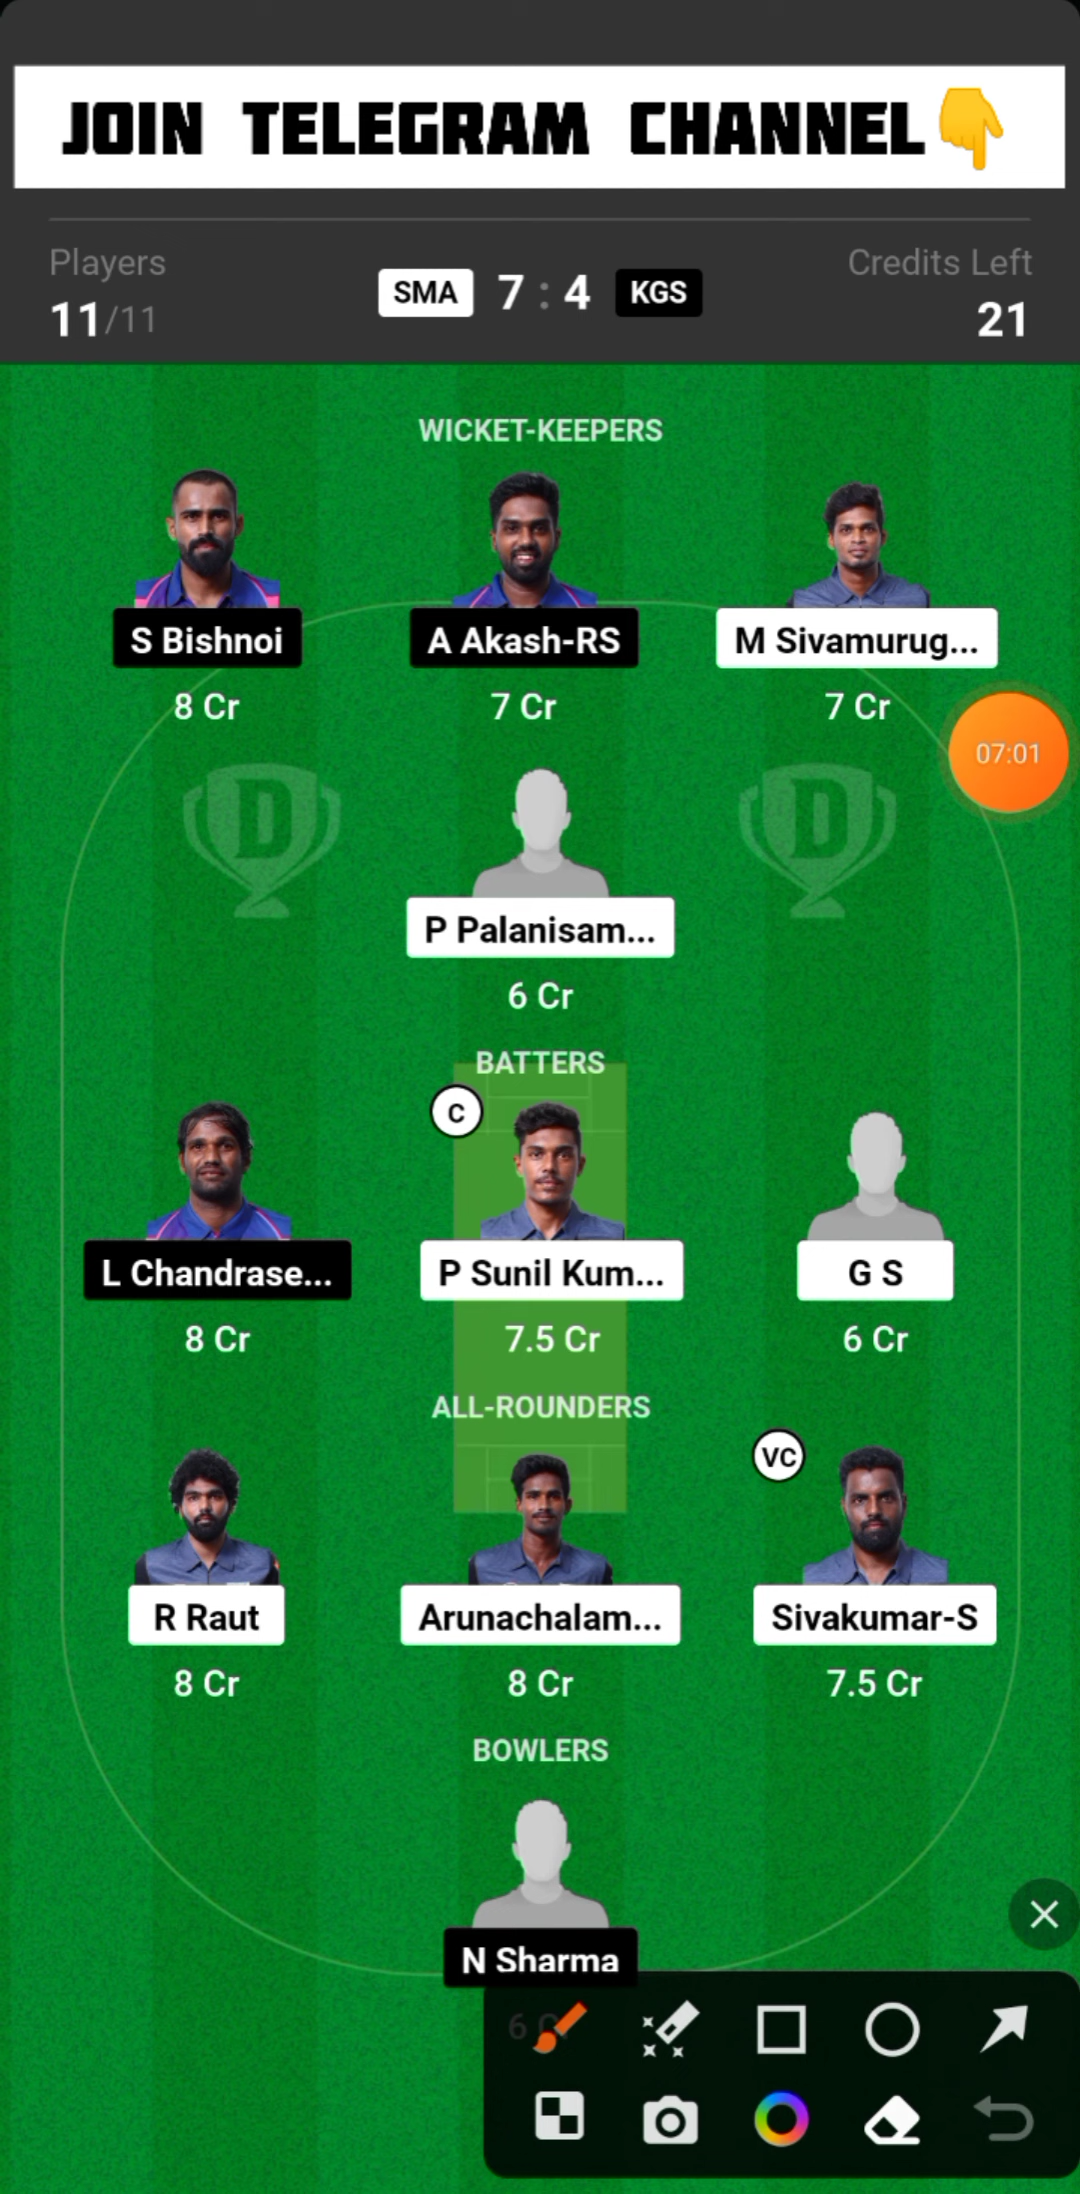 JOIN TELEGRAM CHANNEL👇
Players
Credits Left
11/11
SMA 7 : 4 KGS
21
WICKET-KEEPERS
S Bishnoi
A Akash-RS
M Sivamurug...
8 Cr
7 Cr
7 Cr
07:01
D
D
P Palanisam...
6 Cr
BATTERS
C
L Chandrase...
P Sunil Kum...
G S
8 Cr
7.5 Cr
6 Cr
ALL-ROUNDERS
VC
R Raut
Arunachalam...
Sivakumar-S
8 Cr
8 Cr
7.5 Cr
BOWLERS
N Sharma
6